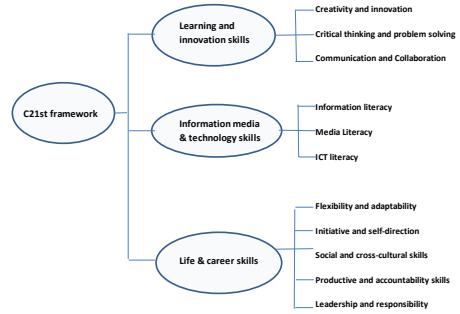 C21st framework
Learning and
innovation skills
Creativity and innovation
Critical thinking and problem solving
Communication and Collaboration
Information media
& technology skills
Information literacy
Media Literacy
ICT literacy
Life & career skills
Flexibility and adaptability
Initiative and self-direction
Social and cross-cultural skills
Productive and accountability skills
Leadership and responsibility